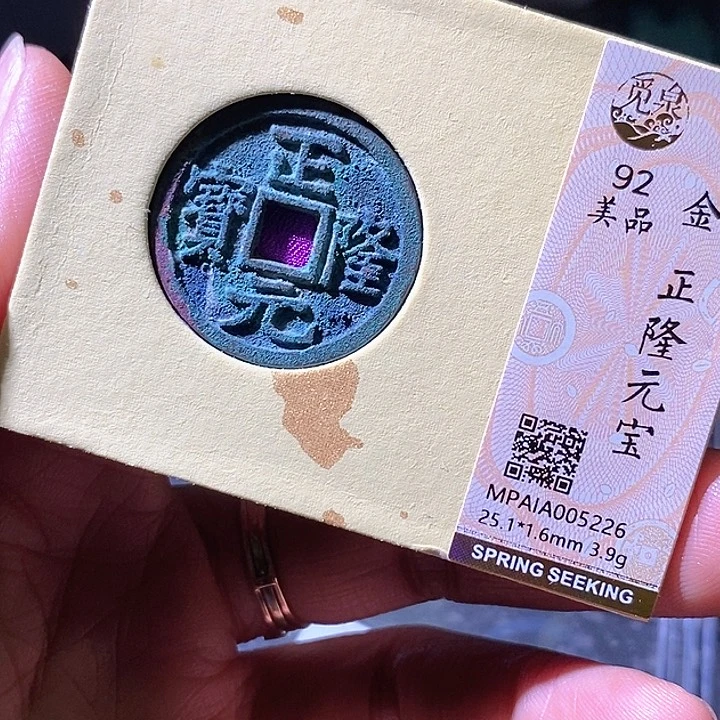 正隆元寶
觅泉
92
美品
金
正隆元宝
MPAIA005226
25.1*1.6mm 3.9g
SPRING SEEKING